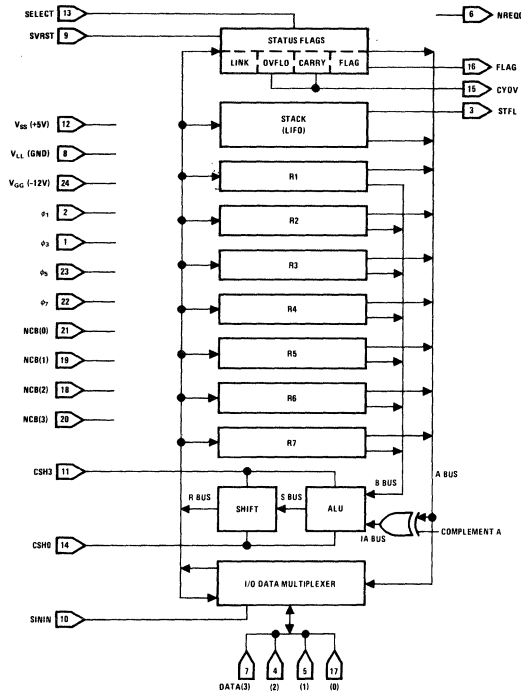 SELECT 13
6 NREQ0
SVRST 9
STATUS FLAGS
LINK OVFLO CARRY FLAG
16 FLAG
15 CYOV
3 STFL
VSS (+5V) 12
STACK
(LIFO)
VLL (GND) 8
VGG (-12V) 24
R1
φ1 2
R2
φ3 1
R3
φ5 23
φ7 22
R4
NCB(0) 21
NCB(1) 19
R5
NCB(2) 18
R6
NCB(3) 20
R7
CSH3 11
R BUS
SHIFT
S BUS
ALU
B BUS
A BUS
IA BUS
COMPLEMENT A
CSH0 14
I/O DATA MULTIPLEXER
SININ 10
7 4 5 17
DATA(3) (2) (1) (0)